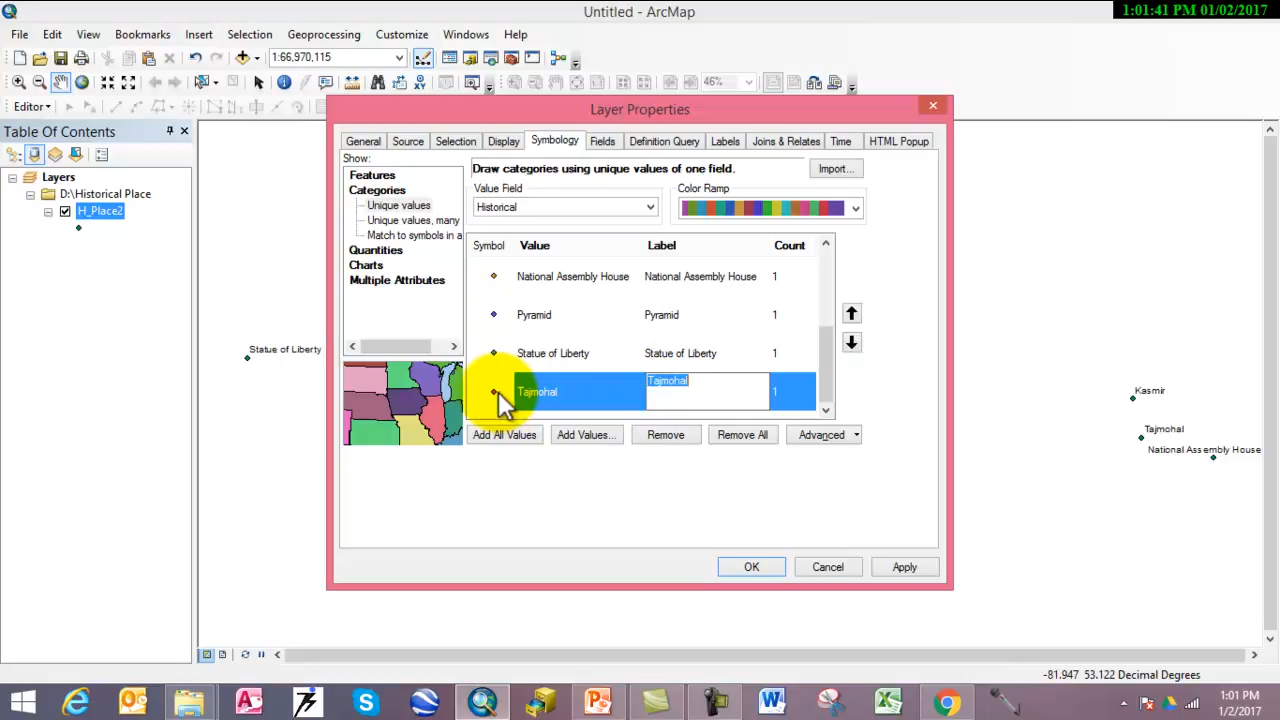 Untitled - ArcMap
1:01:41 PM 01/02/2017
File Edit View Bookmarks Insert Selection Geoprocessing Customize Windows Help
1:66,970,115
46%
Editor
Table Of Contents
Layers
D:\Historical Place
H_Place2
Layer Properties
General Source Selection Display Symbology Fields Definition Query Labels Joins & Relates Time HTML Popup
Show:
Features
Categories
Unique values
Unique values, many
Match to symbols in a
Quantities
Charts
Multiple Attributes
Draw categories using unique values of one field.
Import...
Value Field
Historical
Color Ramp
Symbol Value Label Count
National Assembly House National Assembly House 1
Pyramid Pyramid 1
Statue of Liberty Statue of Liberty 1
Tajmohal Tajmohal 1
Add All Values Add Values... Remove Remove All Advanced
OK Cancel Apply
Statue of Liberty
Kasmir
Tajmohal
National Assembly House
-81.947 53.122 Decimal Degrees
1:01 PM
1/2/2017